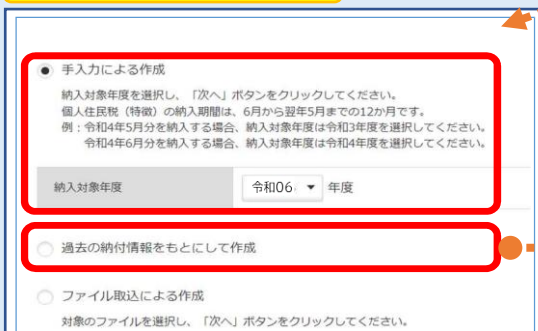 手入力による作成
納入対象年度を選択し、「次へ」ボタンをクリックしてください。
個人住民税（特徴）の納入期間は、6月から翌年5月までの12か月です。
例：令和4年5月分を納入する場合、納入対象年度は令和3年度を選択してください。
令和4年6月分を納入する場合、納入対象年度は令和4年度を選択してください。
納入対象年度 令和06 年度
過去の納付情報をもとにして作成
ファイル取込による作成
対象のファイルを選択し、「次へ」ボタンをクリックしてください。